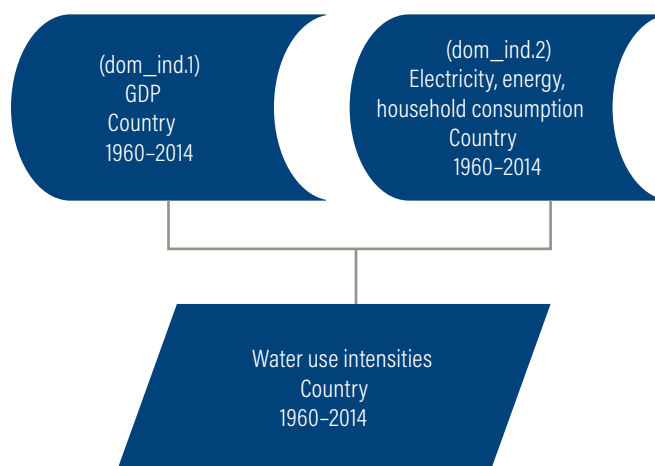 (dom_ind.1)
GDP
Country
1960–2014
(dom_ind.2)
Electricity, energy,
household consumption
Country
1960–2014
Water use intensities
Country
1960–2014